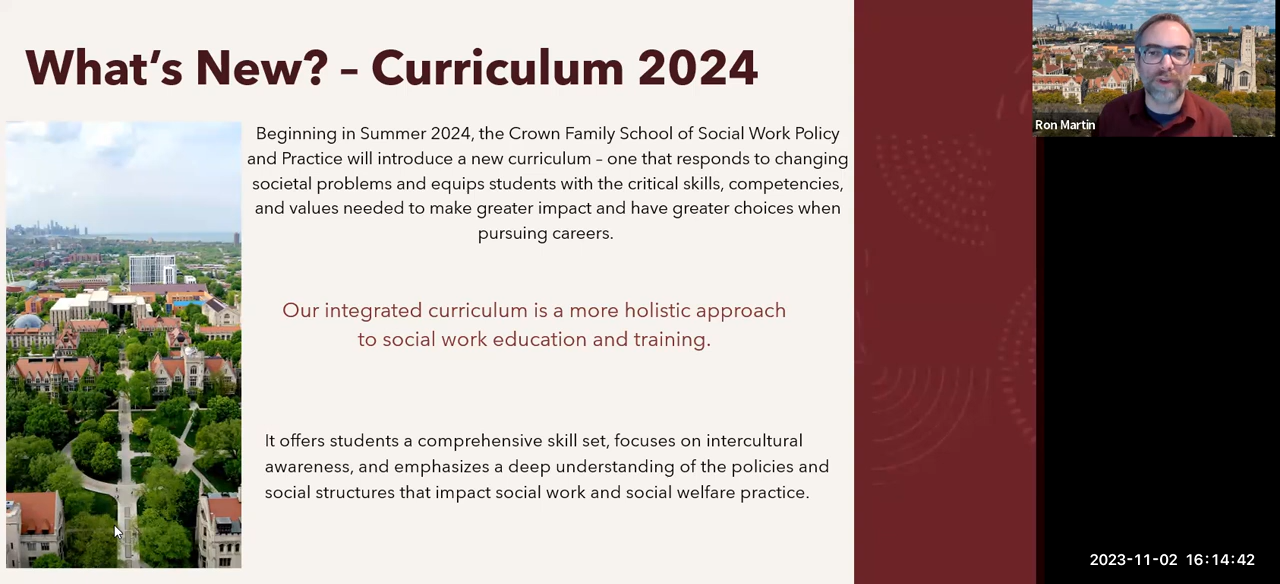 What's New? – Curriculum 2024
Beginning in Summer 2024, the Crown Family School of Social Work Policy
and Practice will introduce a new curriculum – one that responds to changing
societal problems and equips students with the critical skills, competencies,
and values needed to make greater impact and have greater choices when
pursuing careers.
Our integrated curriculum is a more holistic approach
to social work education and training.
It offers students a comprehensive skill set, focuses on intercultural
awareness, and emphasizes a deep understanding of the policies and
social structures that impact social work and social welfare practice.
Ron Martin
2023-11-02 16:14:42